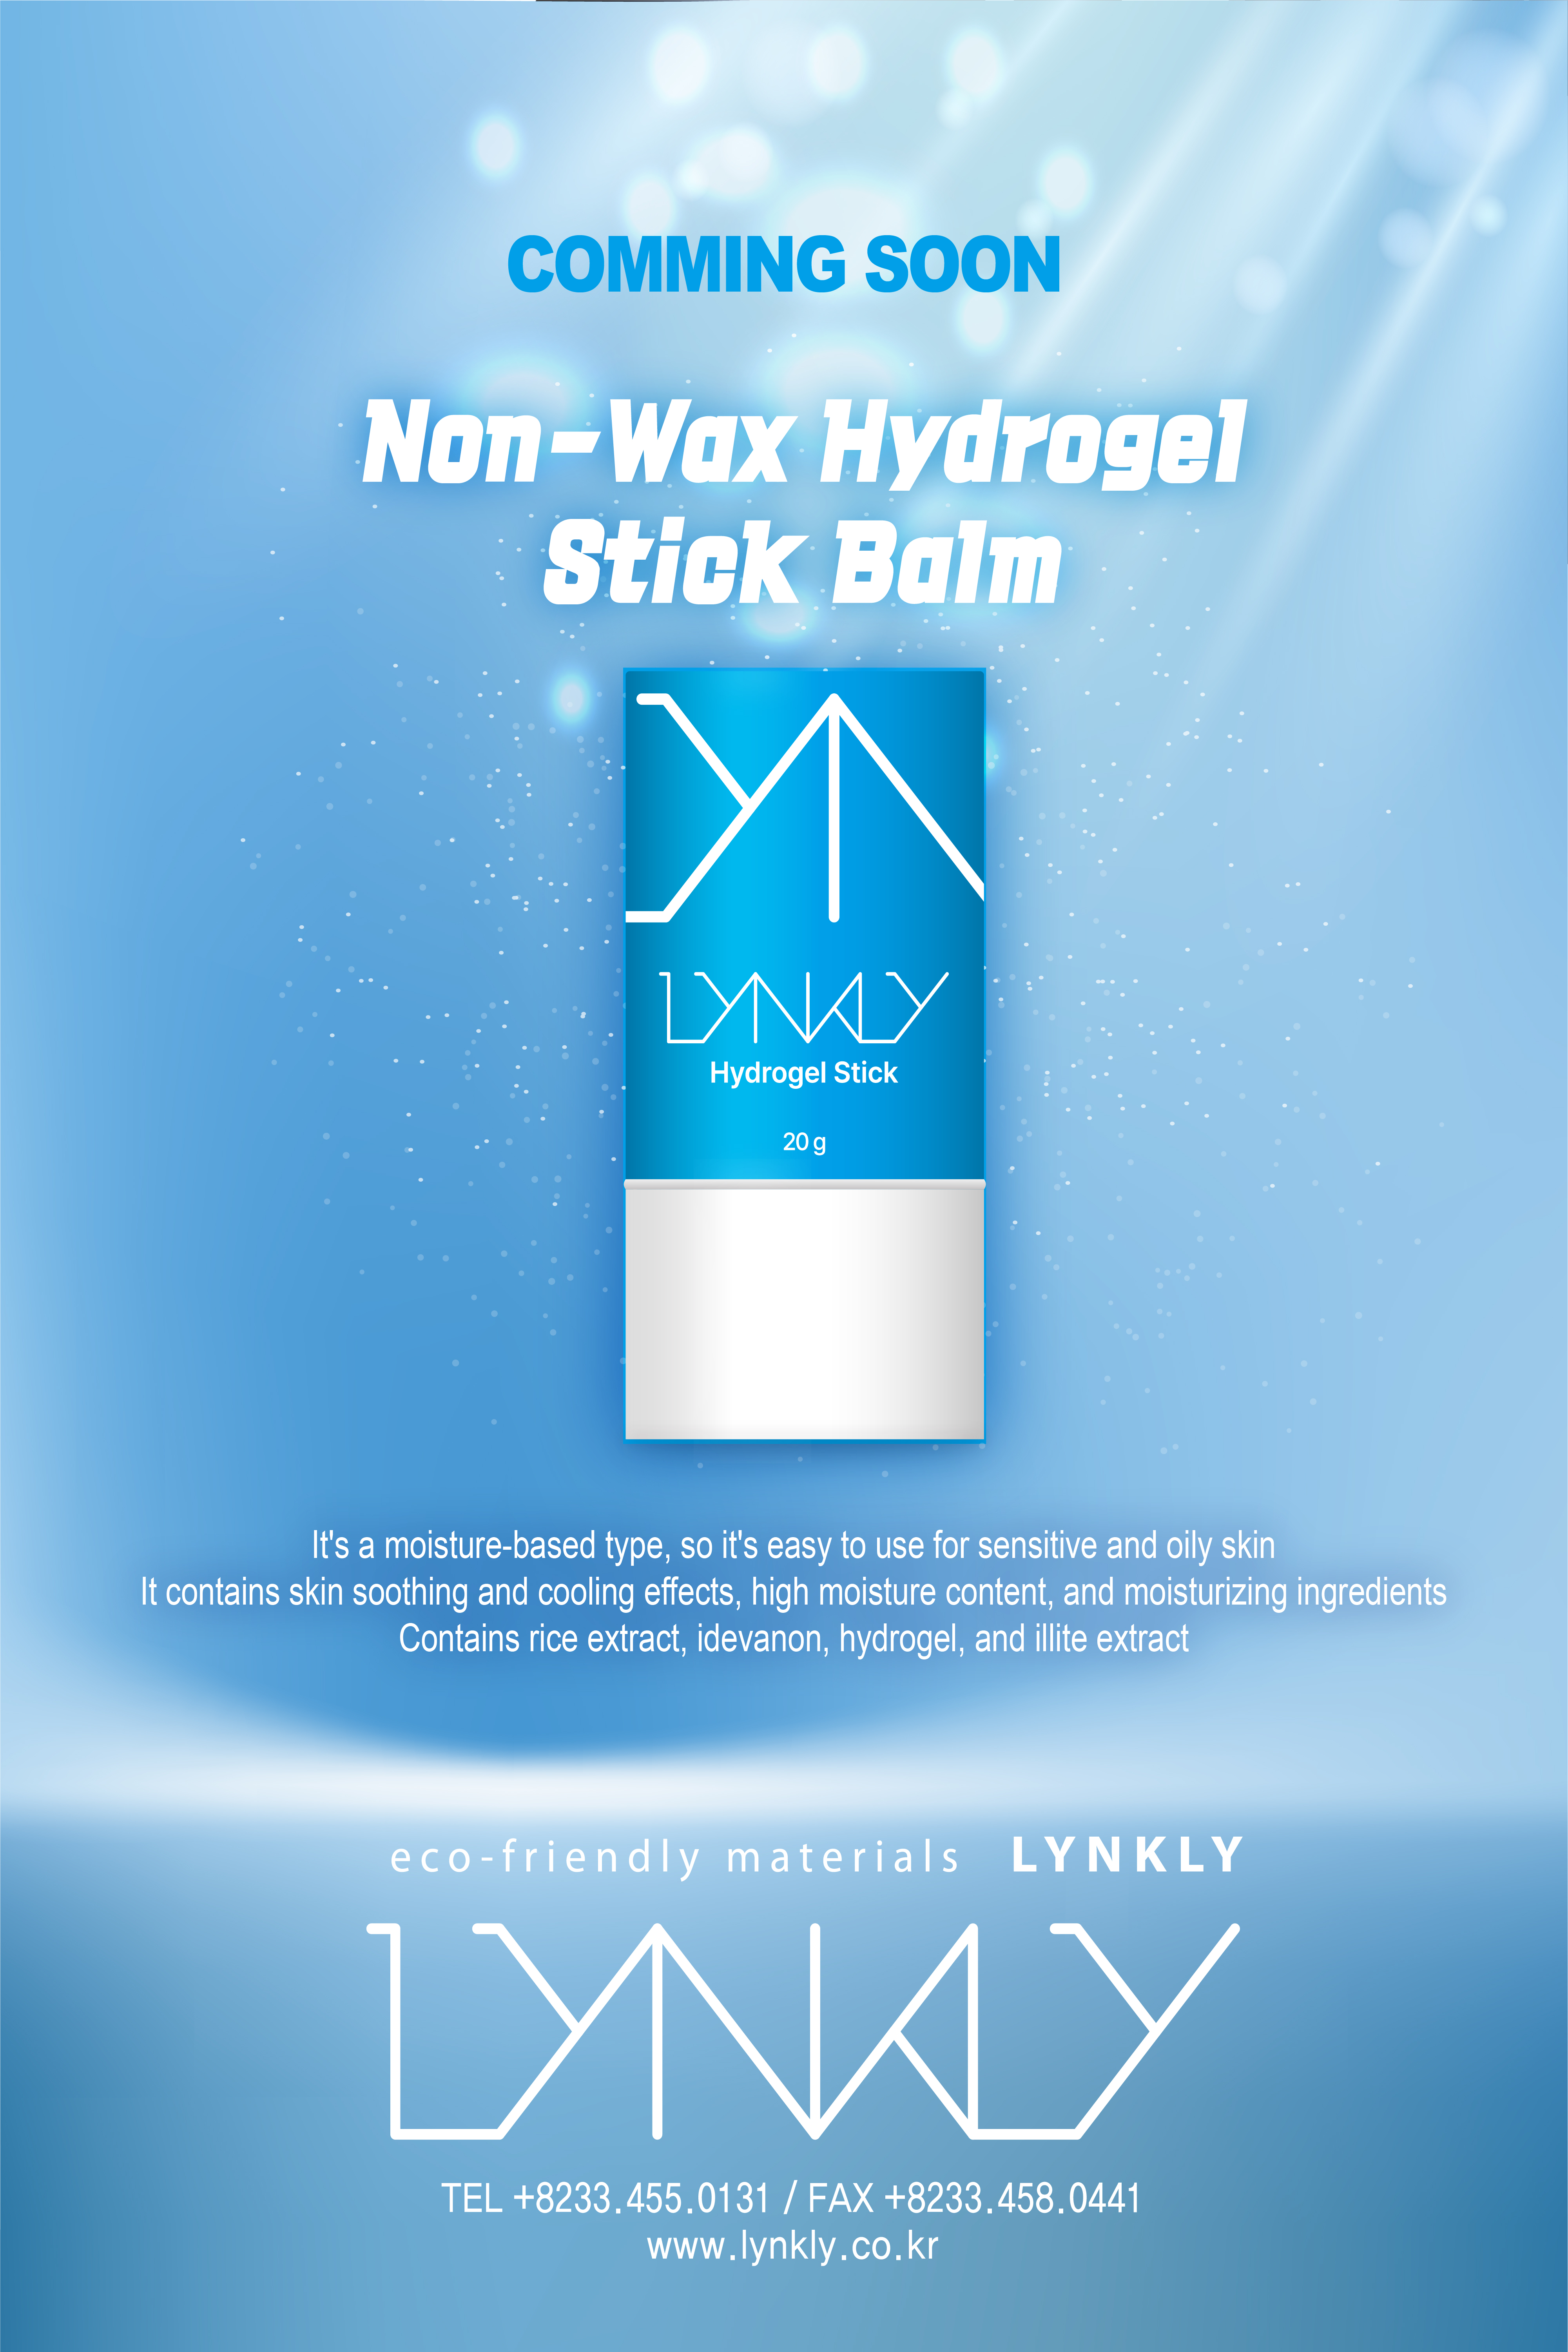 COMMING SOON
Non-Wax Hydrogel
Stick Balm
LYNKLY
Hydrogel Stick
20 g
It's a moisture-based type, so it's easy to use for sensitive and oily skin
It contains skin soothing and cooling effects, high moisture content, and moisturizing ingredients
Contains rice extract, idevanon, hydrogel, and illite extract
eco-friendly materials LYNKLY
LYNKLY
TEL +8233.455.0131 / FAX +8233.458.0441
www.lynkly.co.kr